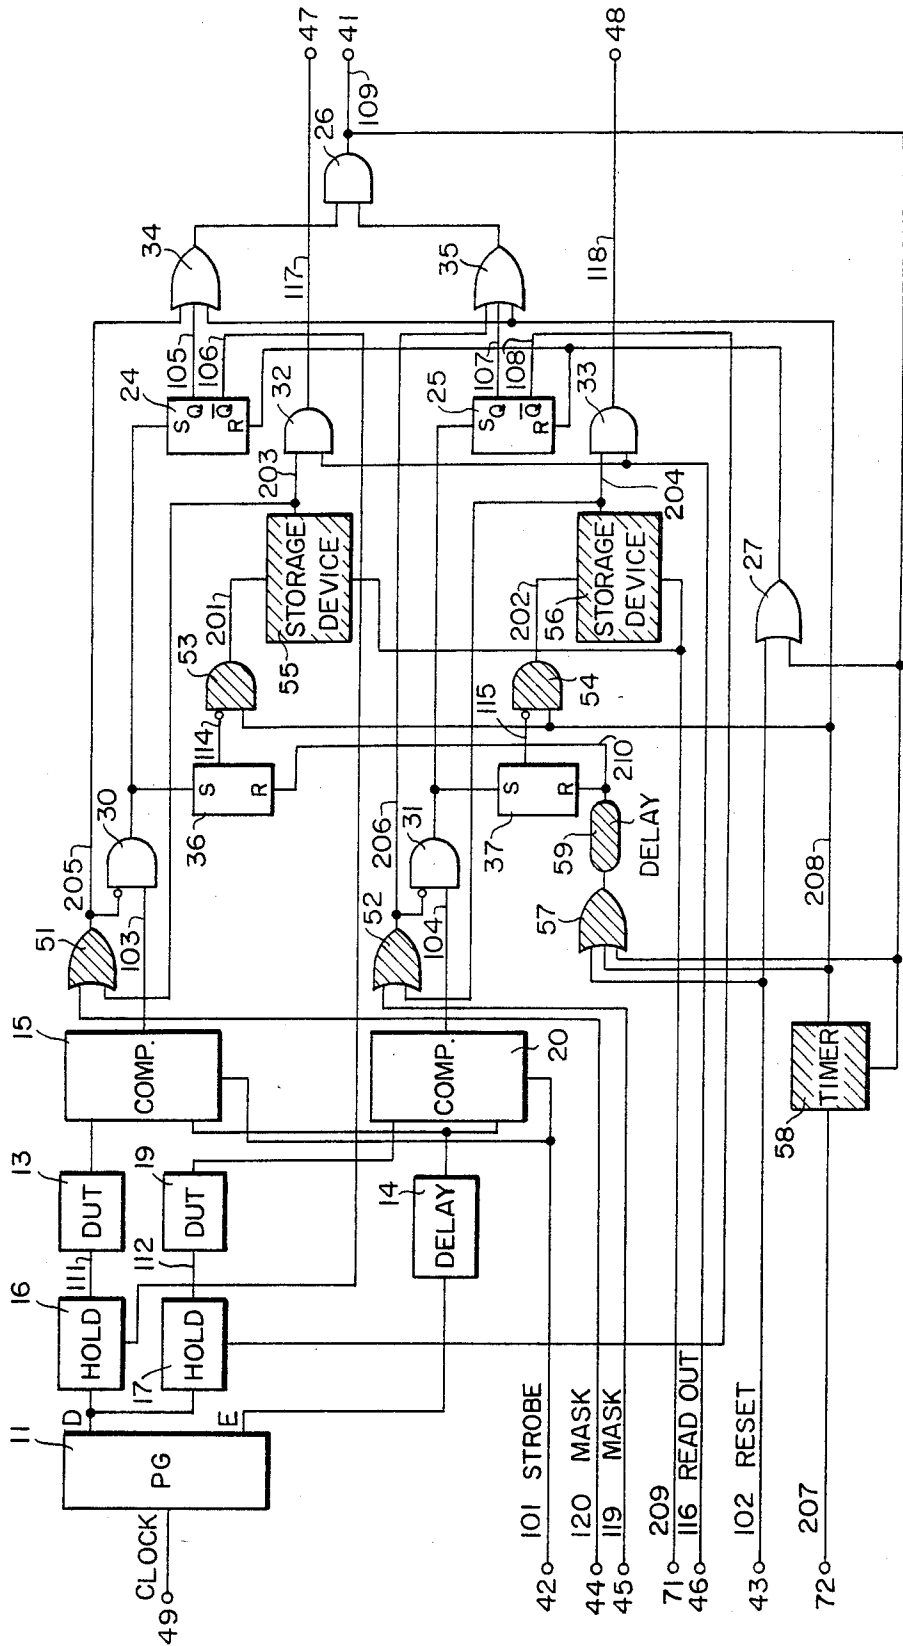 49
CLOCK
11
PG
D
E
16
HOLD
17
HOLD
111
112
13
DUT
19
DUT
14
DELAY
15
COMP.
COMP.
20
51
205
103
30
52
206
104
31
36
S
R
114
53
201
37
S
R
115
54
202
210
59
DELAY
57
55
STORAGE
DEVICE
203
32
56
STORAGE
DEVICE
204
33
24
S
Q
Q
R
105
106
34
25
S
Q
Q
R
107
108
35
117
118
26
109
47
41
48
27
208
58
TIMER
42
101 STROBE
44
120 MASK
45
119 MASK
71
209
46
116 READ OUT
43
102 RESET
72
207